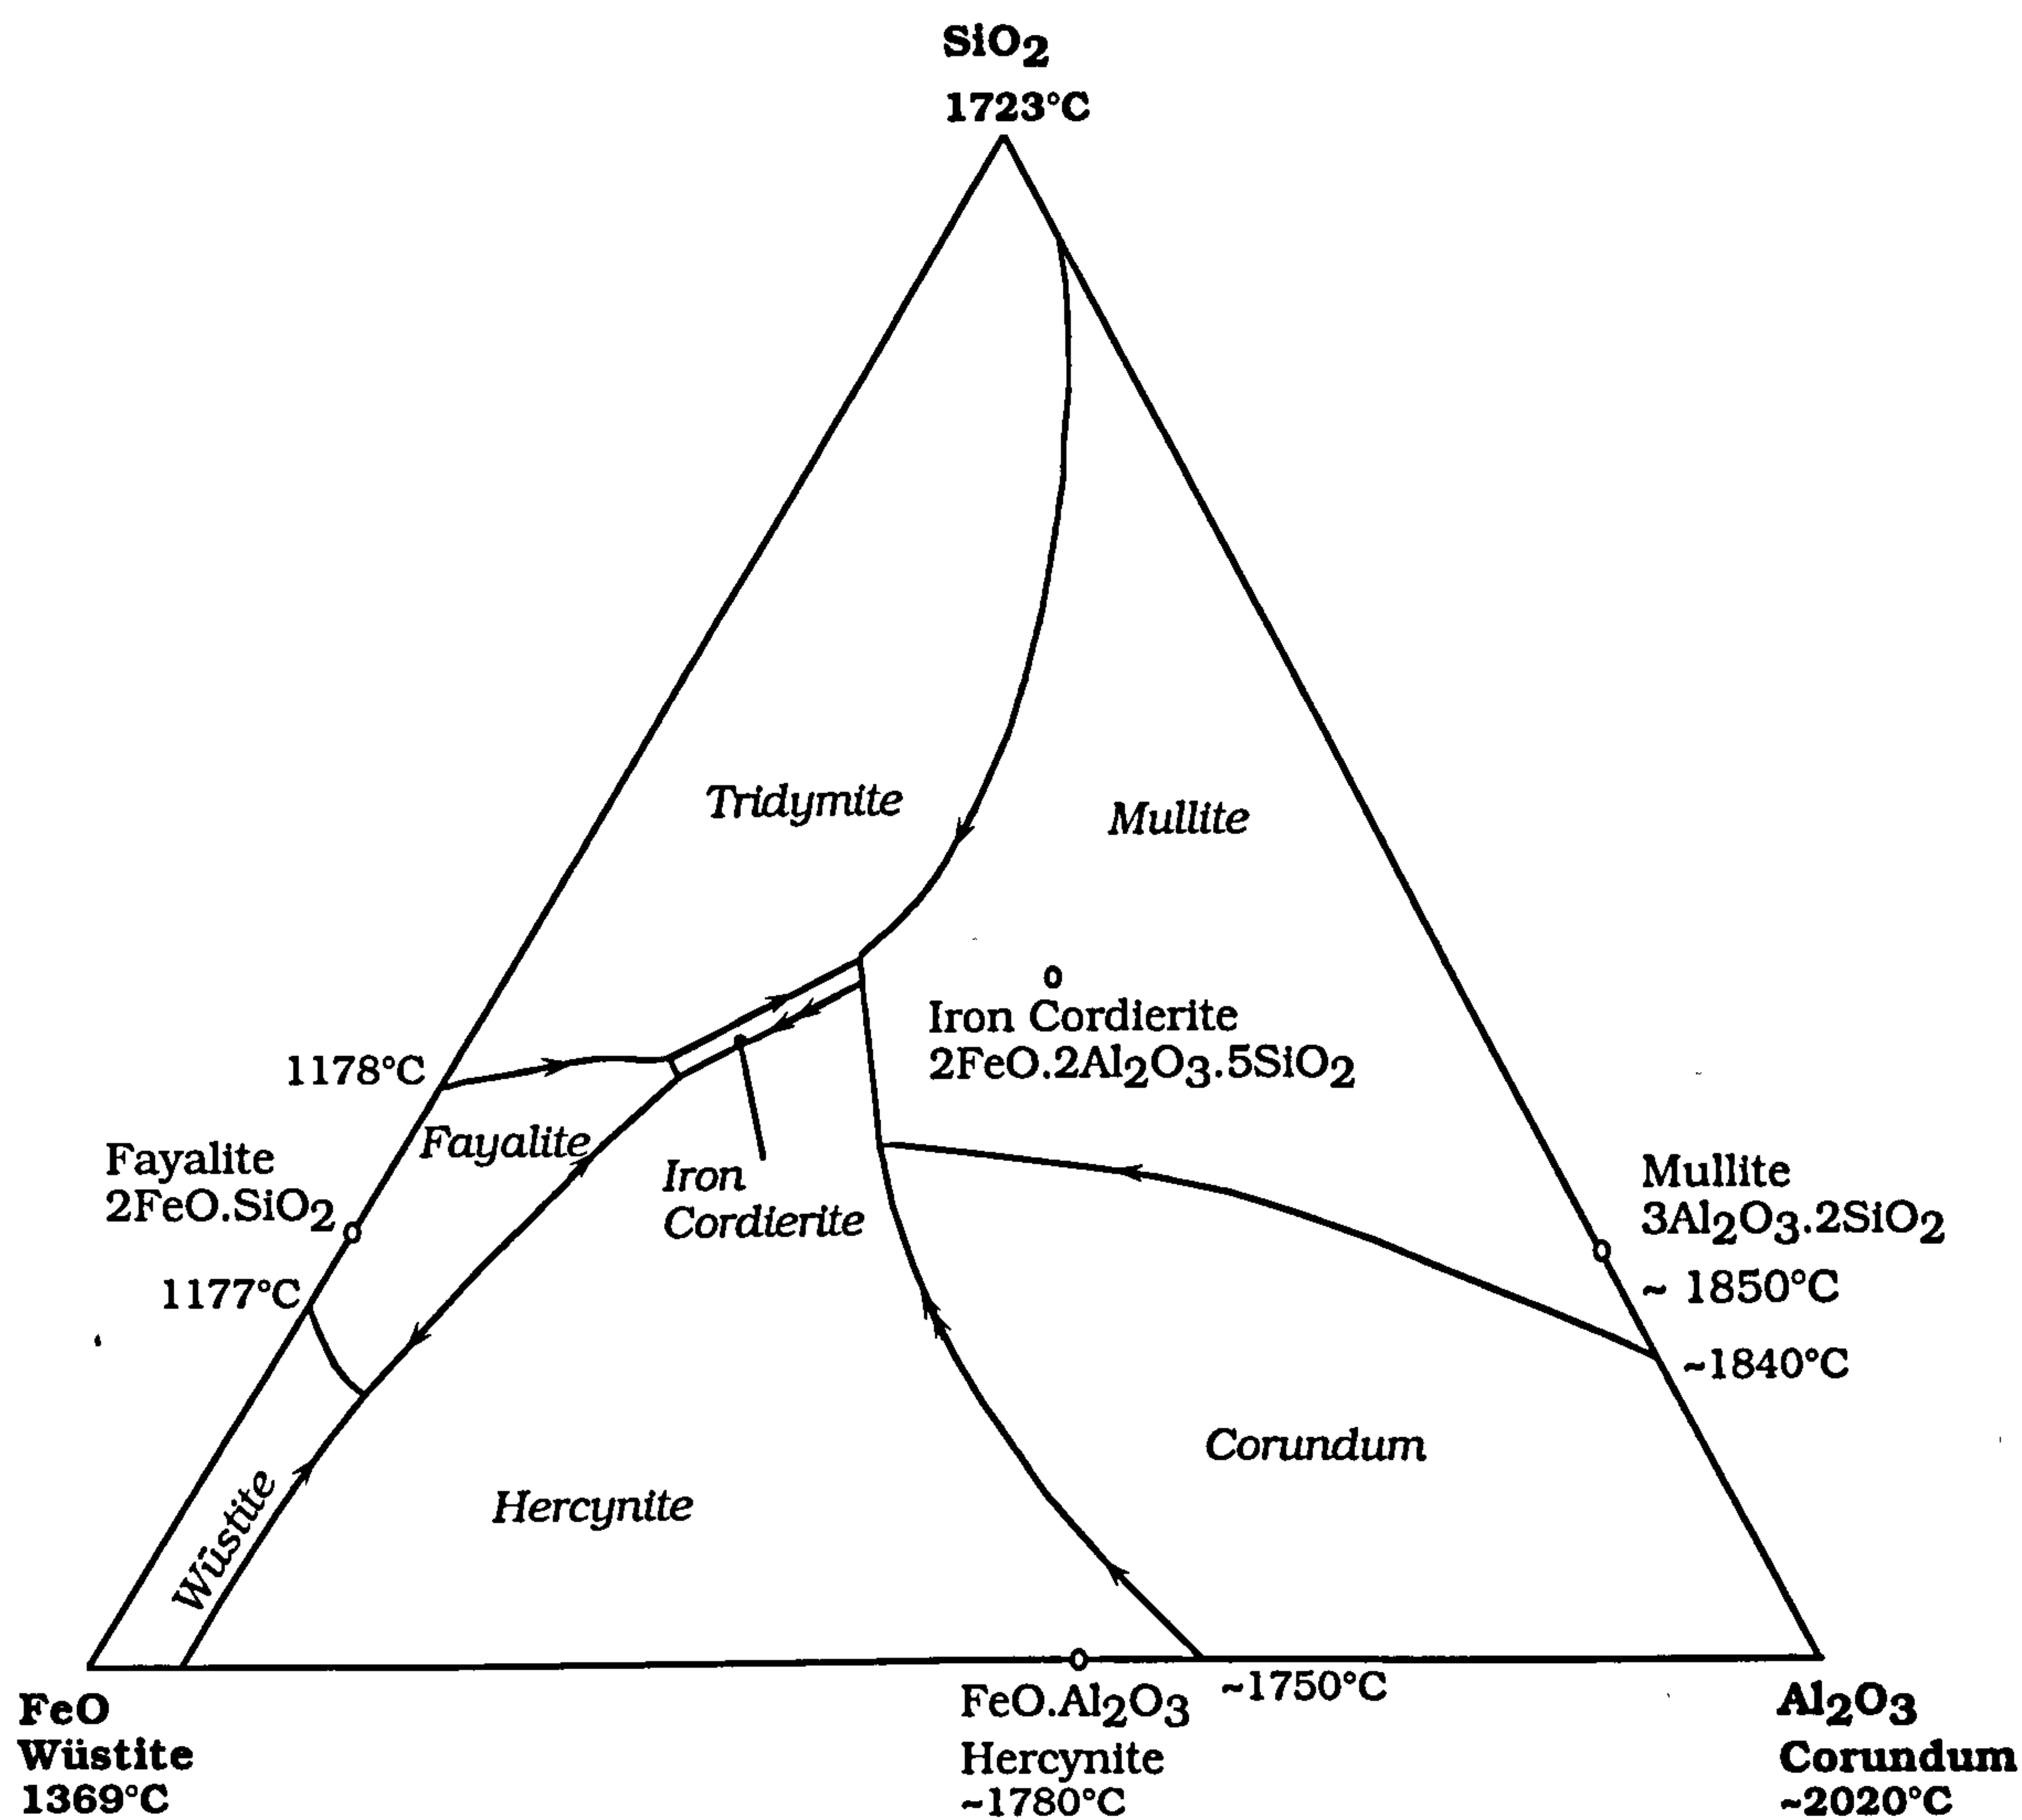 SiO2
1723°C
Tridymite
Mullite
Iron Cordierite
2FeO.2Al2O3.5SiO2
1178°C
Fayalite
Fayalite
2FeO.SiO2
Iron
Cordierite
Mullite
3Al2O3.2SiO2
~ 1850°C
1177°C
~1840°C
Corundum
Wüstite
Hercynite
FeO
Wüstite
1369°C
FeO.Al2O3
Hercynite
~1780°C
~1750°C
Al2O3
Corundum
~2020°C